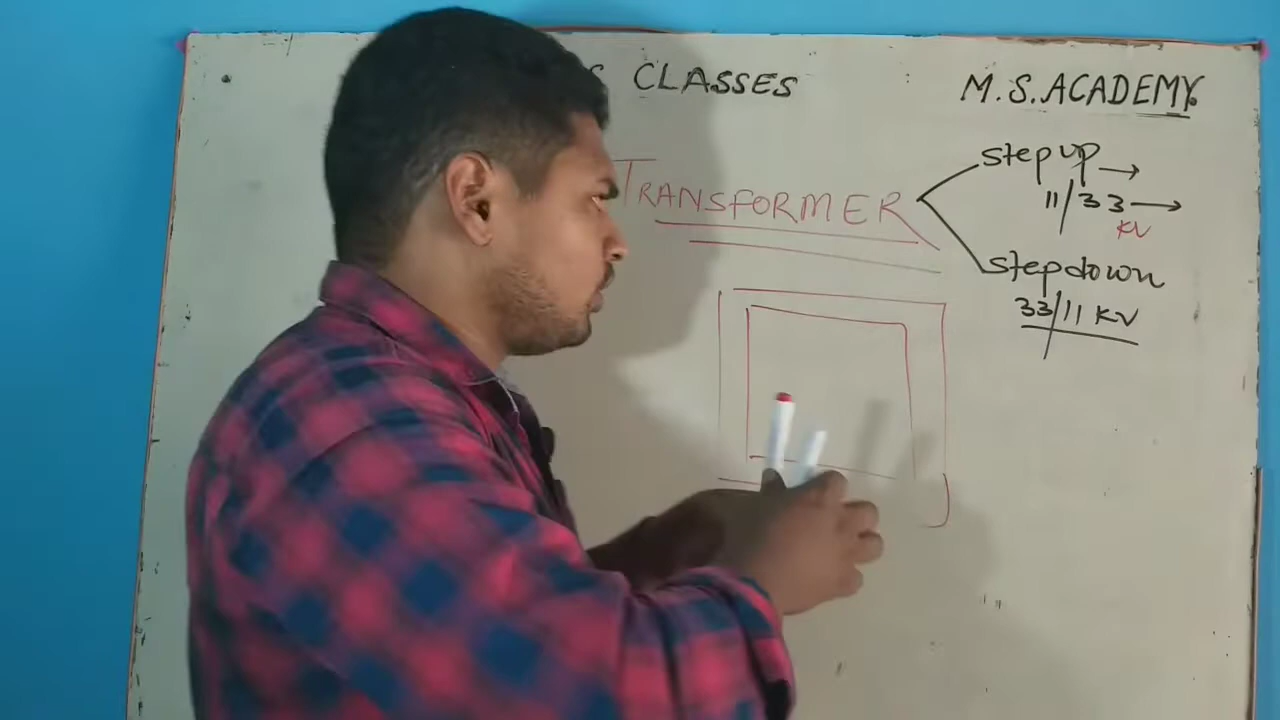 S CLASSES
M.S.ACADEMY
TRANSFORMER
Step up →
11/33 →
KV
Stepdown
33/11 KV